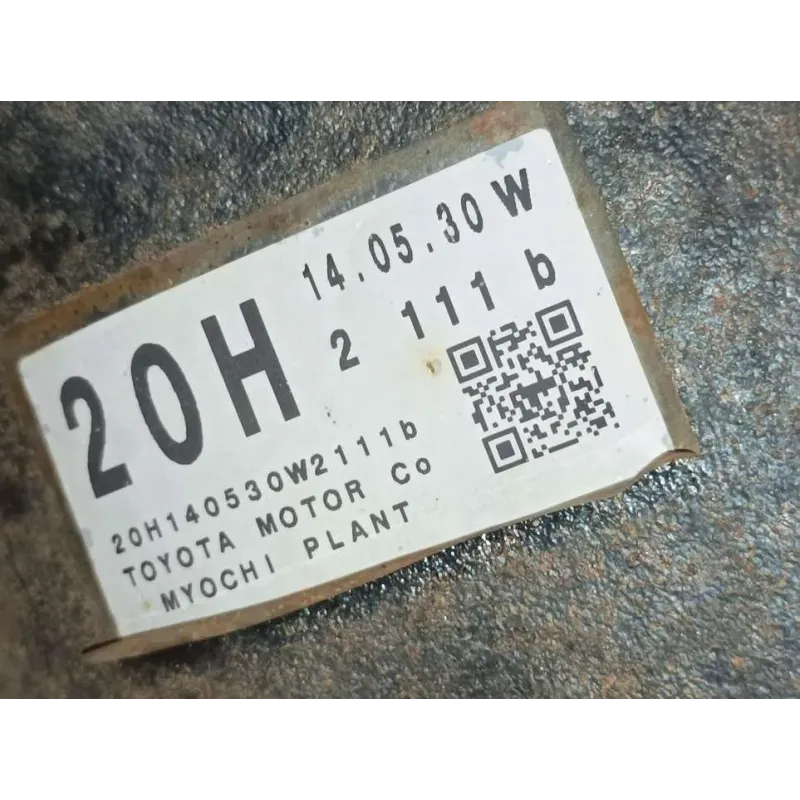 14.05.30 W
20H 2 111 b
20H140530W2111b
TOYOTA MOTOR Co
MYOCHI PLANT